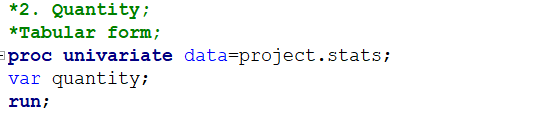 *2. Quantity;
*Tabular form;
proc univariate data=project.stats;
var quantity;
run;